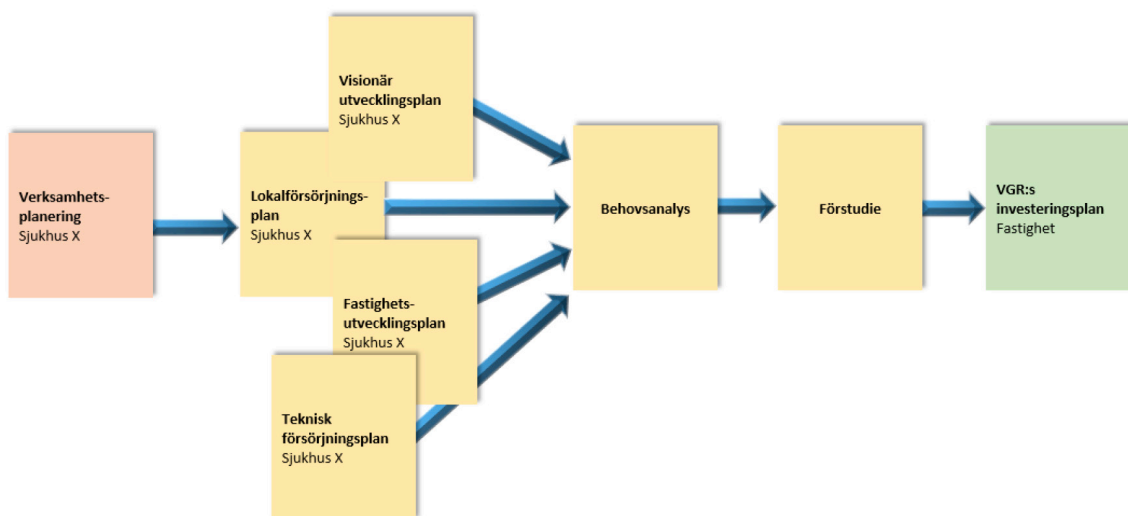 Visionär
utvecklingsplan
Sjukhus X
Verksamhets-
planering
Sjukhus X
Lokalförsörjnings-
plan
Sjukhus X
Fastighets-
utvecklingsplan
Sjukhus X
Teknisk
försörjningsplan
Sjukhus X
Behovsanalys
Förstudie
VGR:s
investeringsplan
Fastighet